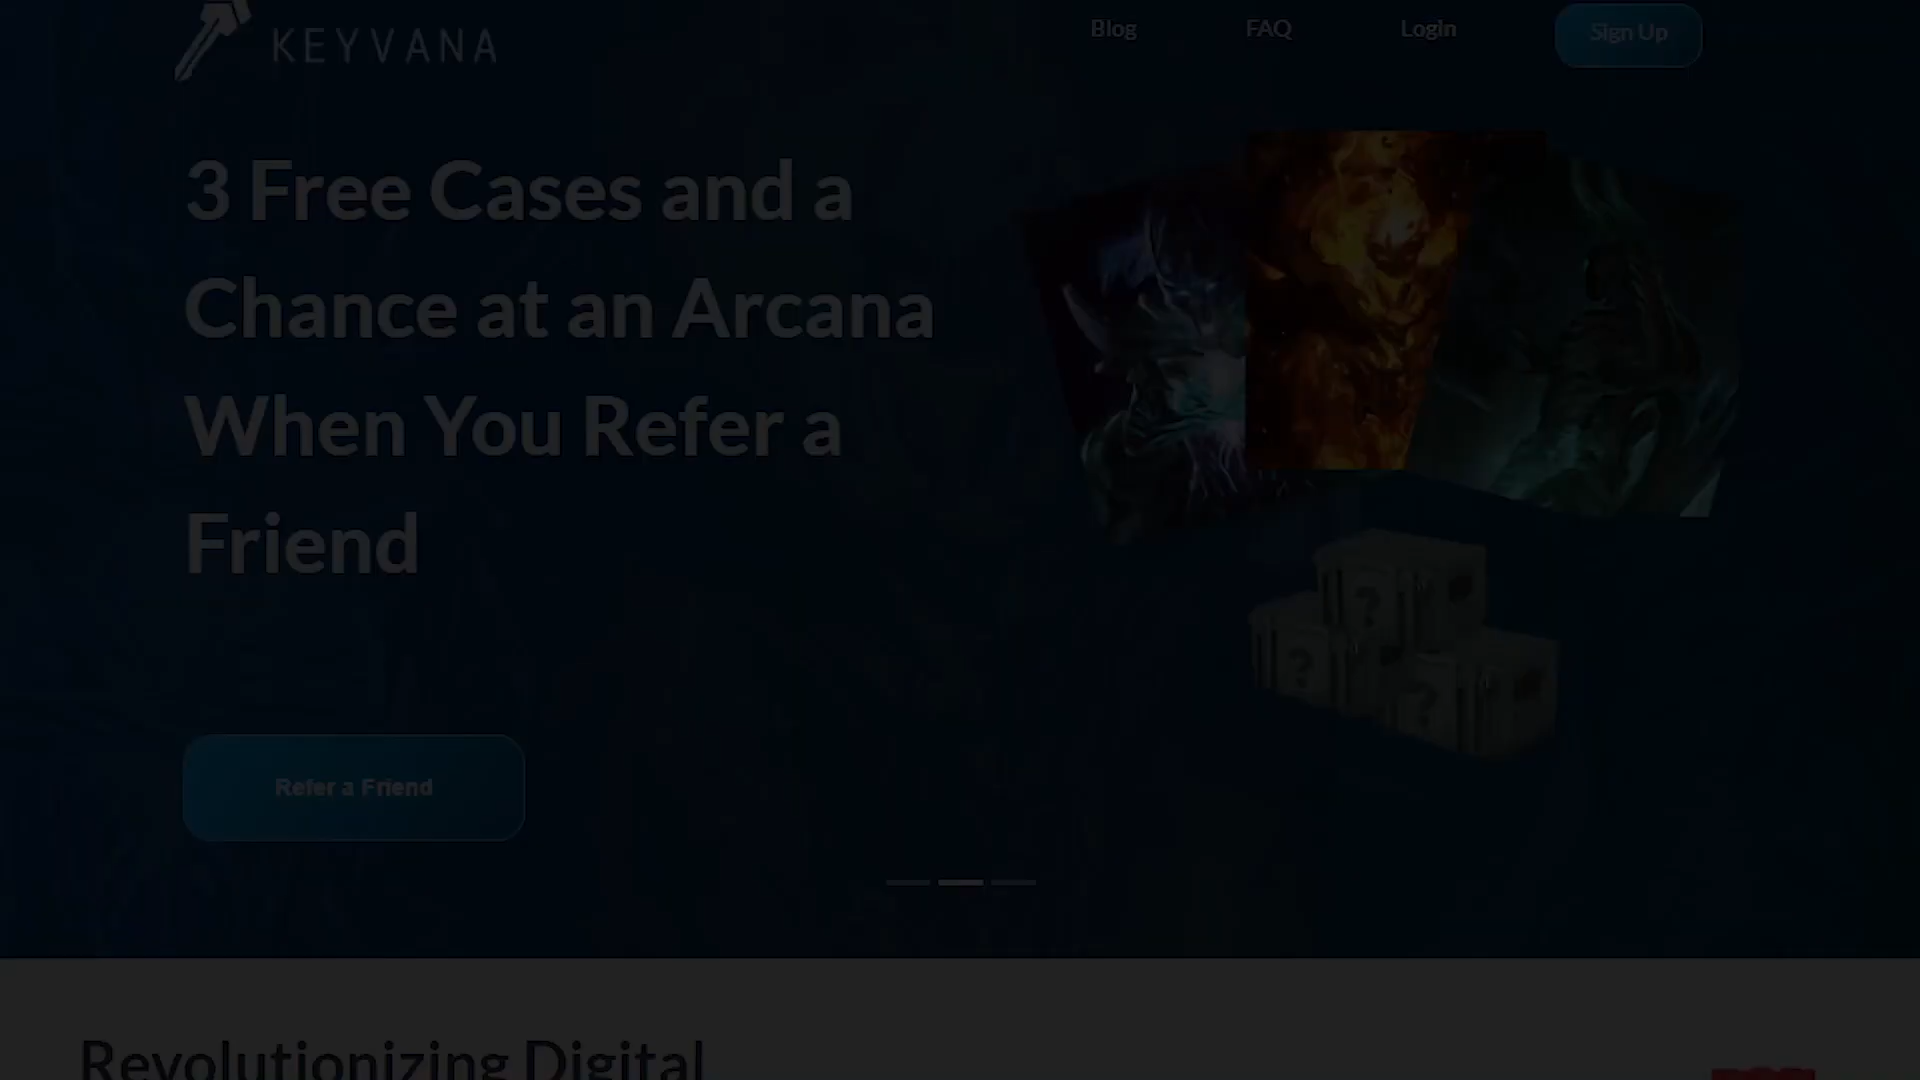 KEYVANA
Blog
FAQ
Login
Sign Up
3 Free Cases and a
Chance at an Arcana
When You Refer a
Friend
? ? ?
Refer a Friend
Revolutionizing Digital